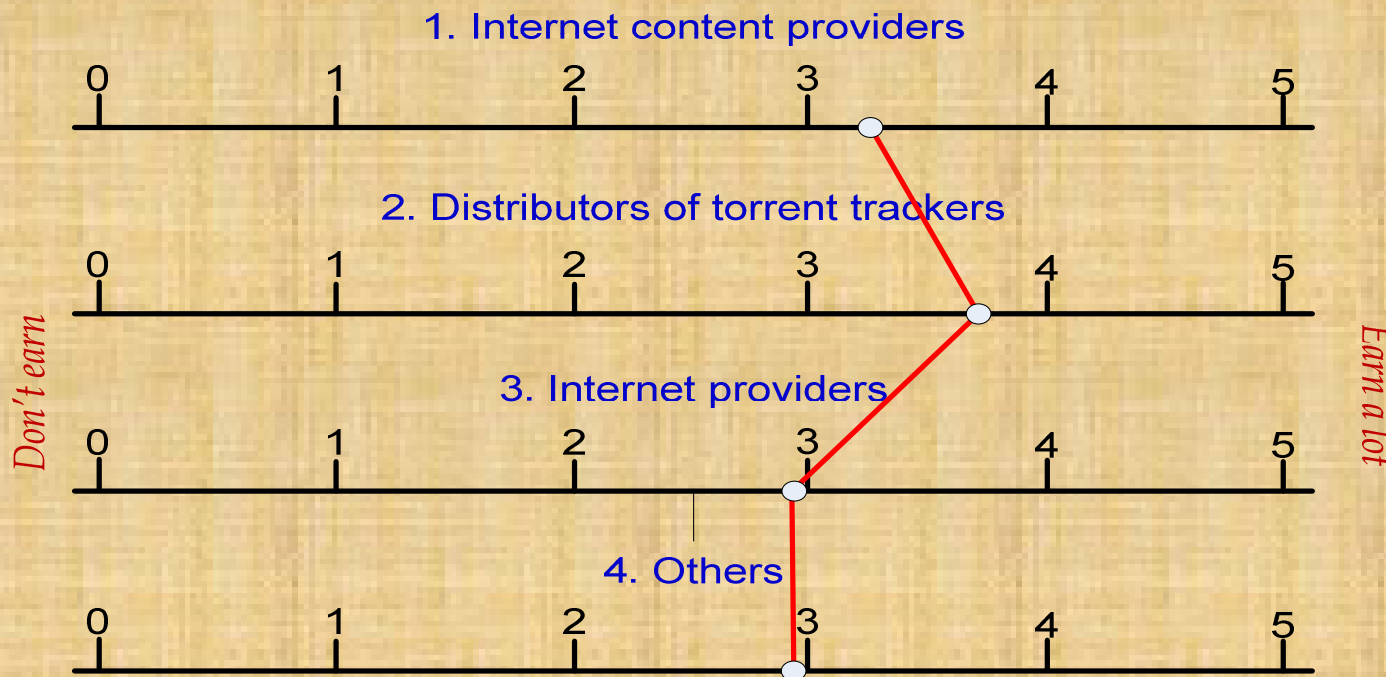 1. Internet content providers
0 1 2 3 4 5
2. Distributors of torrent trackers
0 1 2 3 4 5
Don't earn
Earn a lot
3. Internet providers
0 1 2 3 4 5
4. Others
0 1 2 3 4 5